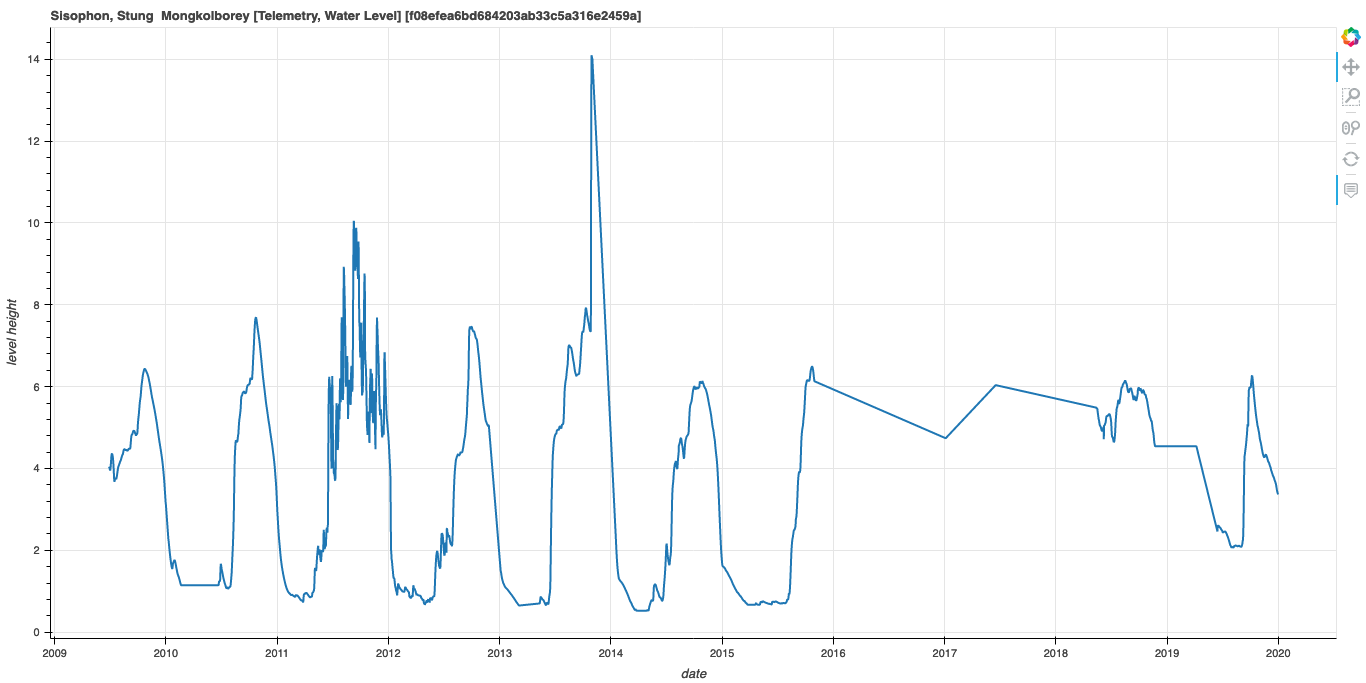 Sisophon, Stung  Mongkolborey [Telemetry, Water Level] [f08efea6bd684203ab33c5a316e2459a]
14
12
10
8
6
4
2
0
level height
2009 2010 2011 2012 2013 2014 2015 2016 2017 2018 2019 2020
date